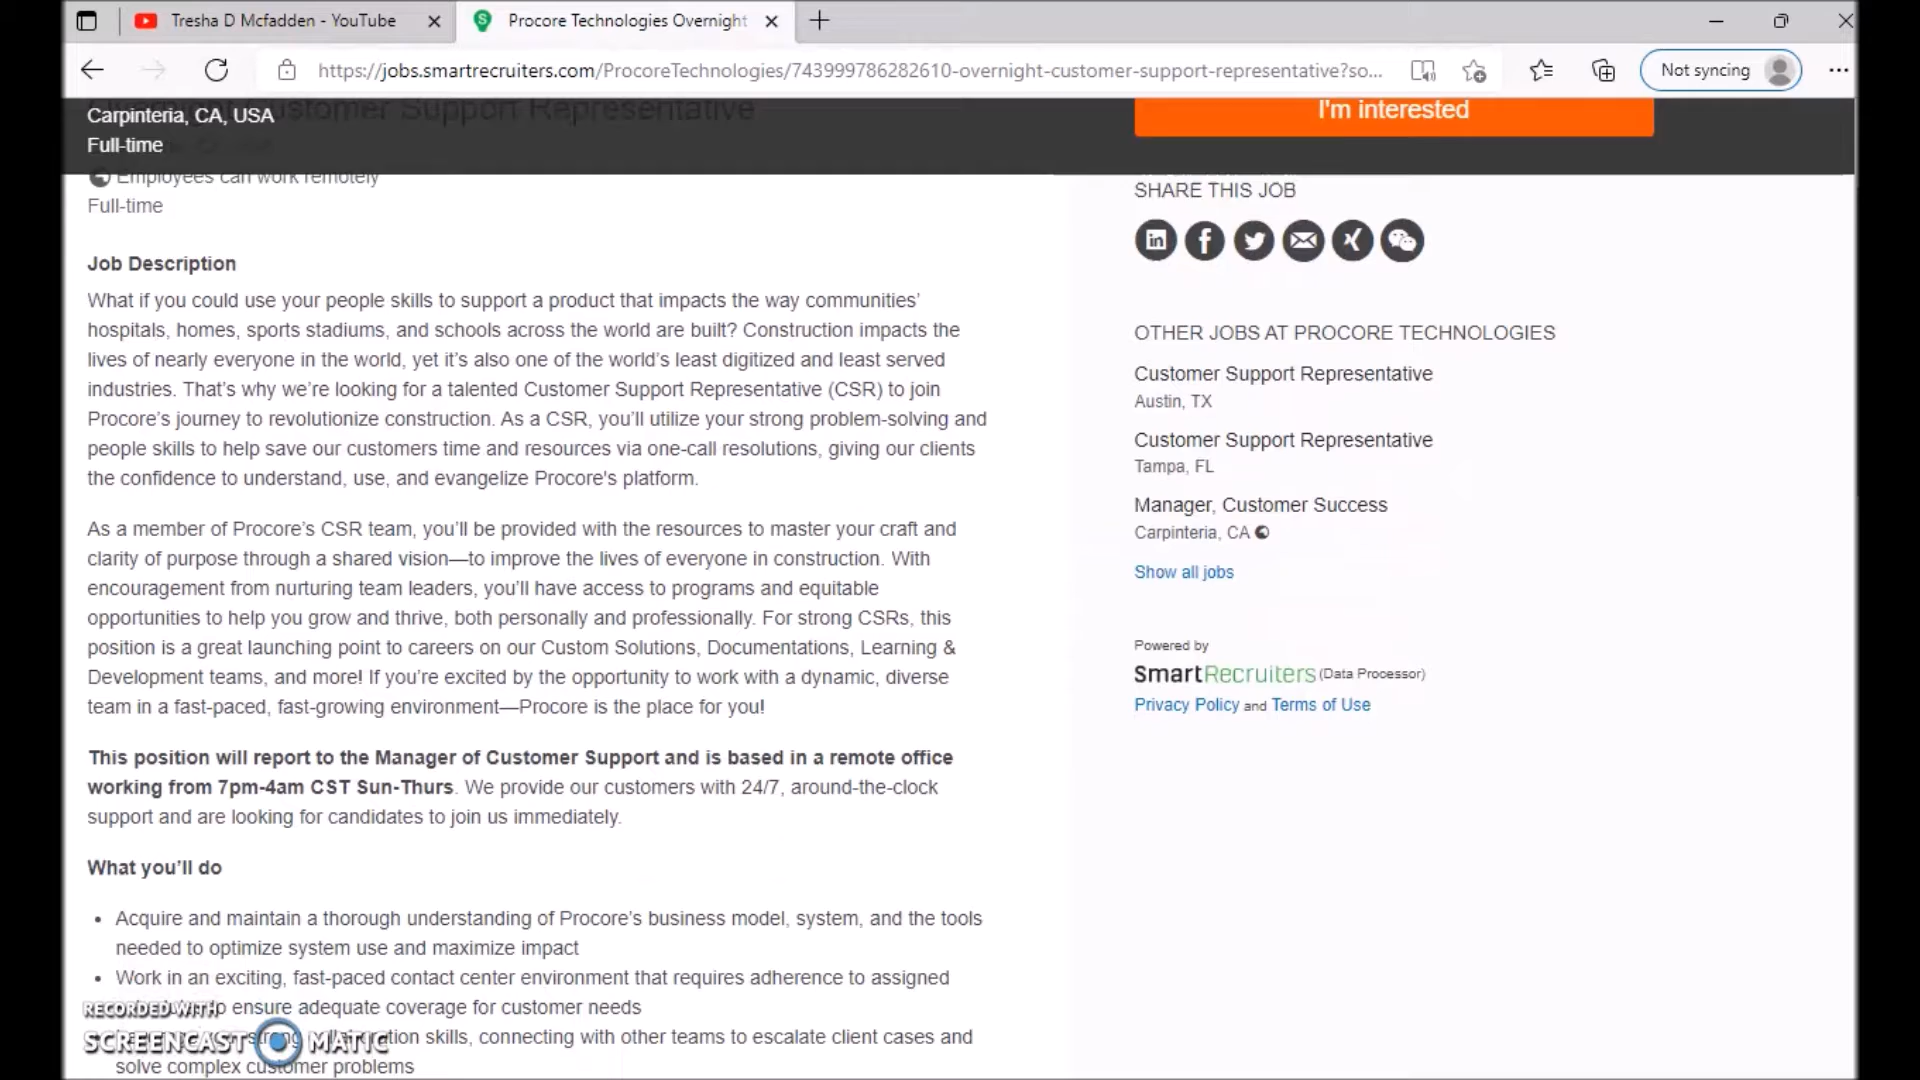 Tresha D Mcfadden - YouTube
Procore Technologies Overnight
https://jobs.smartrecruiters.com/ProcoreTechnologies/743999786282610-overnight-customer-support-representative?so...
Not syncing
Customer Support Representative
Carpinteria, CA, USA
Full-time
I'm interested
Employees can work remotely
Full-time
Job Description
What if you could use your people skills to support a product that impacts the way communities’
hospitals, homes, sports stadiums, and schools across the world are built? Construction impacts the
lives of nearly everyone in the world, yet it’s also one of the world’s least digitized and least served
industries. That’s why we’re looking for a talented Customer Support Representative (CSR) to join
Procore’s journey to revolutionize construction. As a CSR, you’ll utilize your strong problem-solving and
people skills to help save our customers time and resources via one-call resolutions, giving our clients
the confidence to understand, use, and evangelize Procore's platform.
As a member of Procore’s CSR team, you’ll be provided with the resources to master your craft and
clarity of purpose through a shared vision—to improve the lives of everyone in construction. With
encouragement from nurturing team leaders, you’ll have access to programs and equitable
opportunities to help you grow and thrive, both personally and professionally. For strong CSRs, this
position is a great launching point to careers on our Custom Solutions, Documentations, Learning &
Development teams, and more! If you’re excited by the opportunity to work with a dynamic, diverse
team in a fast-paced, fast-growing environment—Procore is the place for you!
This position will report to the Manager of Customer Support and is based in a remote office
working from 7pm-4am CST Sun-Thurs. We provide our customers with 24/7, around-the-clock
support and are looking for candidates to join us immediately.
What you’ll do
• Acquire and maintain a thorough understanding of Procore’s business model, system, and the tools
needed to optimize system use and maximize impact
• Work in an exciting, fast-paced contact center environment that requires adherence to assigned
ensure adequate coverage for customer needs
skills, connecting with other teams to escalate client cases and
solve complex customer problems
SHARE THIS JOB
OTHER JOBS AT PROCORE TECHNOLOGIES
Customer Support Representative
Austin, TX
Customer Support Representative
Tampa, FL
Manager, Customer Success
Carpinteria, CA
Show all jobs
Powered by
SmartRecruiters (Data Processor)
Privacy Policy and Terms of Use
RECORDED WITH
SCREENCAST MATIC